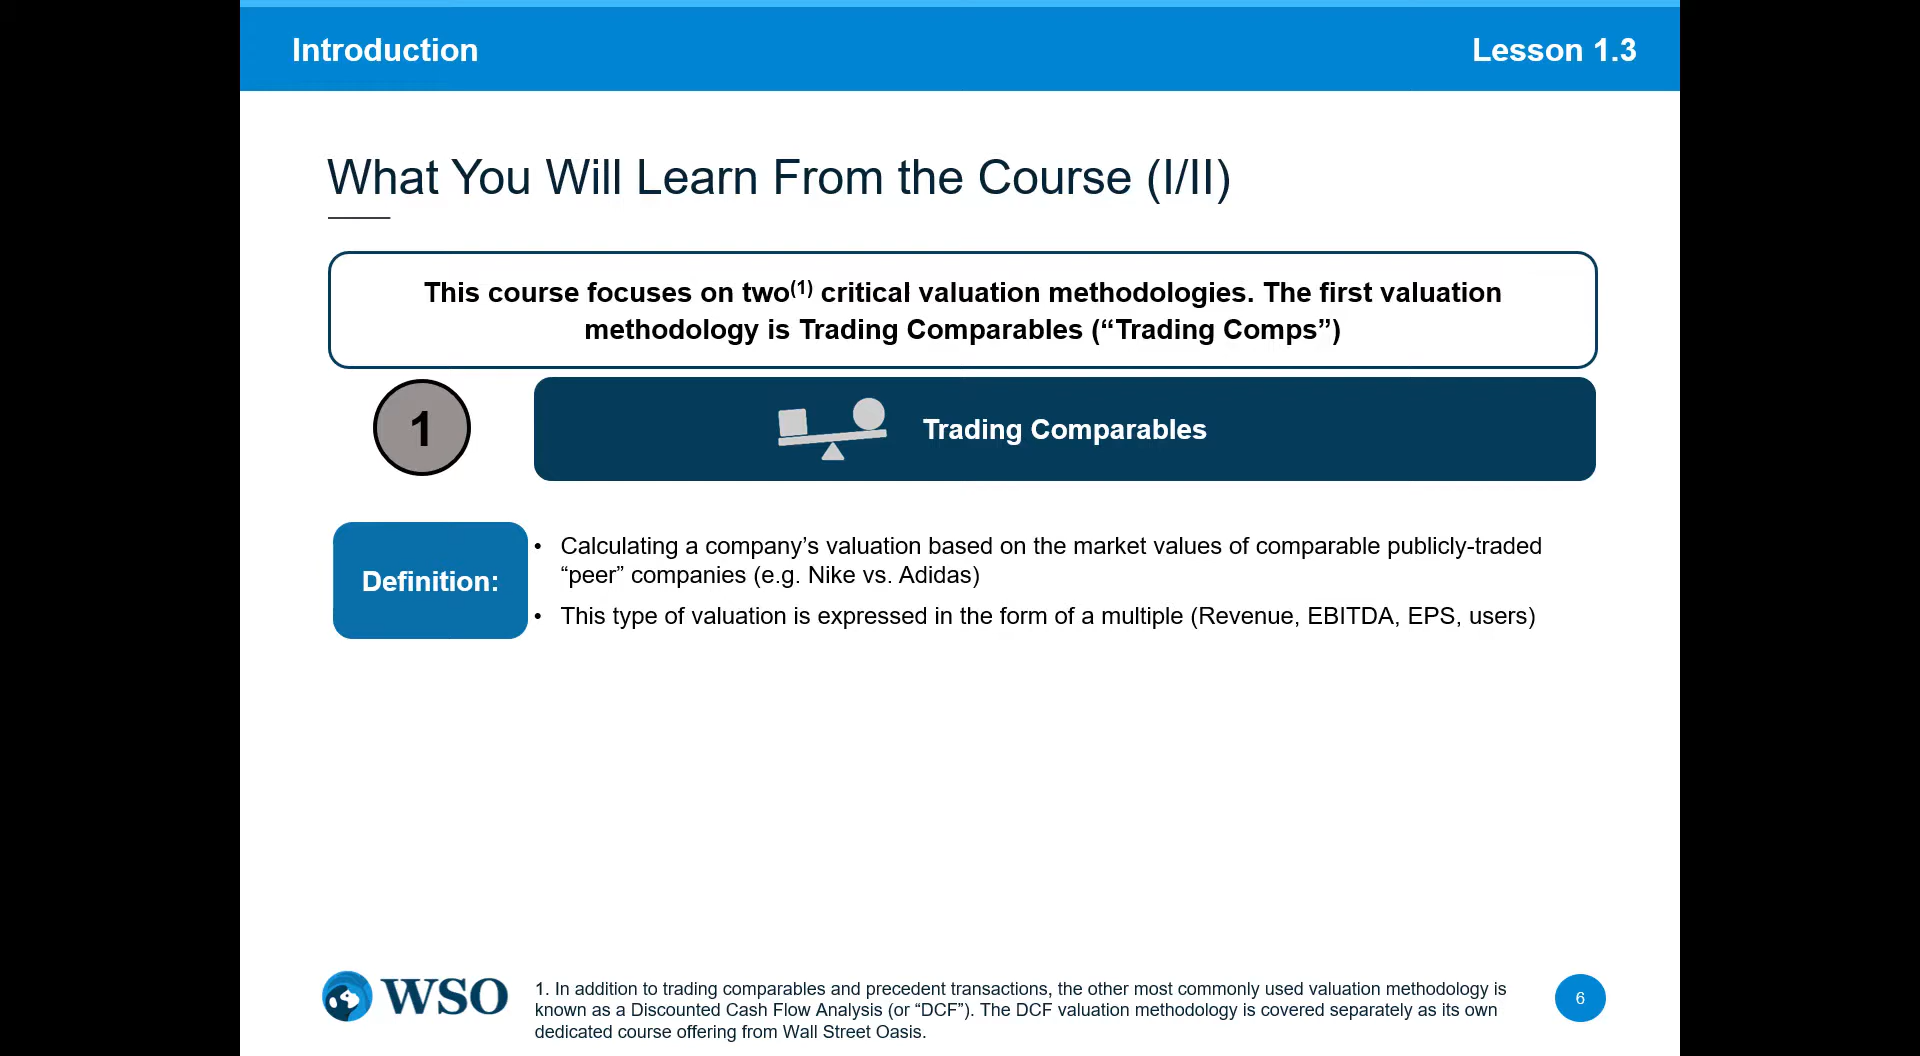 Introduction
Lesson 1.3
What You Will Learn From the Course (I/II)
This course focuses on two(1) critical valuation methodologies. The first valuation
methodology is Trading Comparables (“Trading Comps”)
1
Trading Comparables
Definition:
• Calculating a company’s valuation based on the market values of comparable publicly-traded
“peer” companies (e.g. Nike vs. Adidas)
• This type of valuation is expressed in the form of a multiple (Revenue, EBITDA, EPS, users)
WSO
1. In addition to trading comparables and precedent transactions, the other most commonly used valuation methodology is
known as a Discounted Cash Flow Analysis (or “DCF”). The DCF valuation methodology is covered separately as its own
dedicated course offering from Wall Street Oasis.
6